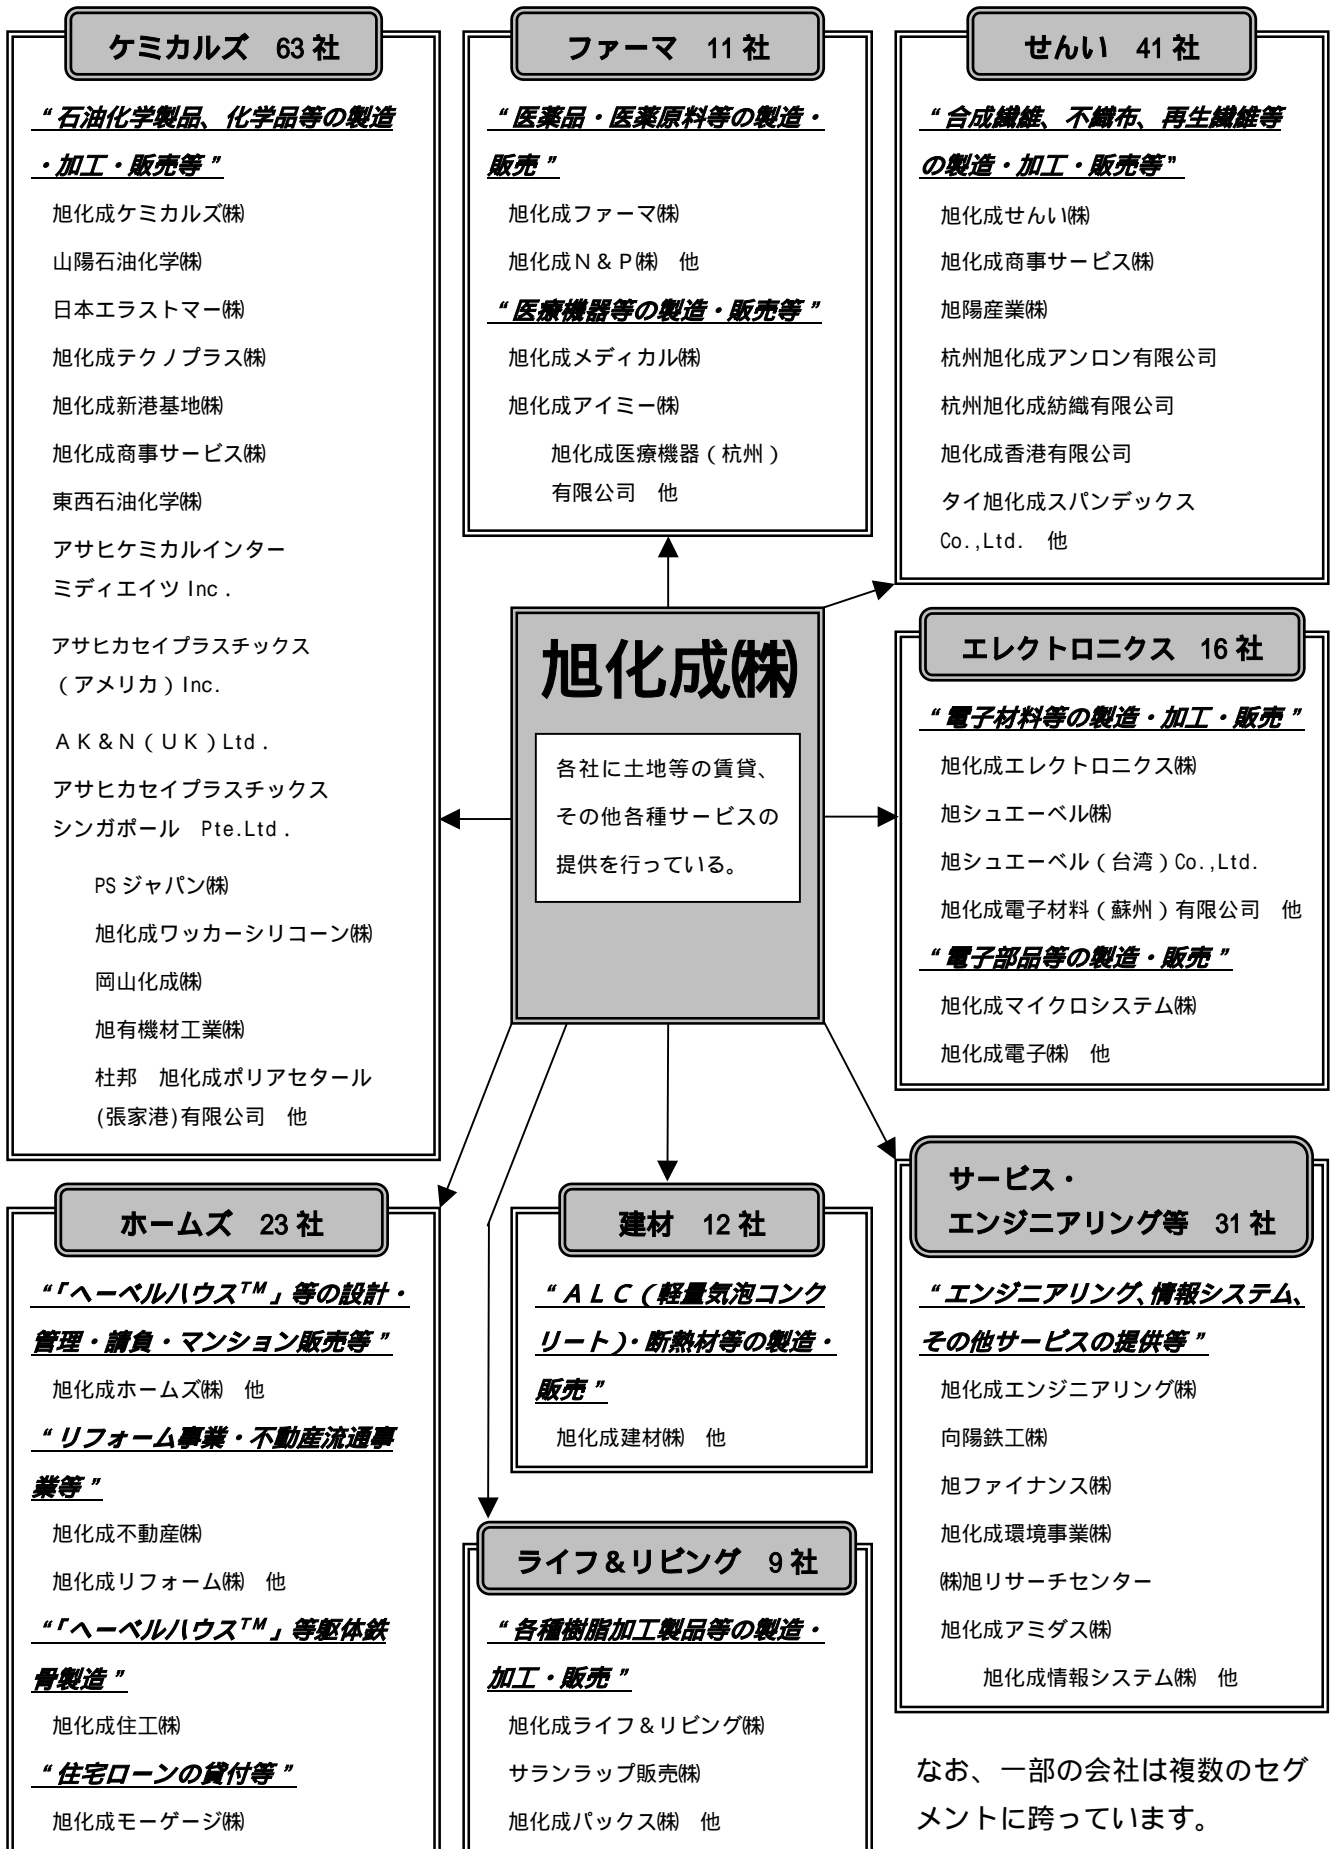 ケミカルズ　63 社
“石油化学製品、化学品等の製造
・加工・販売等”
旭化成ケミカルズ㈱
山陽石油化学㈱
日本エラストマー㈱
旭化成テクノプラス㈱
旭化成新港基地㈱
旭化成商事サービス㈱
東西石油化学㈱
アサヒケミカルインター
ミディエイツ Inc．
アサヒカセイプラスチックス
（アメリカ）Inc.
ＡＫ&Ｎ（ＵＫ）Ltd．
アサヒカセイプラスチックス
シンガポール　Pte.Ltd．
PS ジャパン㈱
旭化成ワッカーシリコーン㈱
岡山化成㈱
旭有機材工業㈱
杜邦　旭化成ポリアセタール
(張家港)有限公司　他
ファーマ　11 社
“医薬品・医薬原料等の製造・
販売”
旭化成ファーマ㈱
旭化成Ｎ＆Ｐ㈱　他
“医療機器等の製造・販売等”
旭化成メディカル㈱
旭化成アイミー㈱
旭化成医療機器（杭州）
有限公司　他
せんい　41 社
“合成繊維、不織布、再生繊維等
の製造・加工・販売等”
旭化成せんい㈱
旭化成商事サービス㈱
旭陽産業㈱
杭州旭化成アンロン有限公司
杭州旭化成紡織有限公司
旭化成香港有限公司
タイ旭化成スパンデックス
Co.,Ltd.　他
旭化成㈱
各社に土地等の賃貸、
その他各種サービスの
提供を行っている。
エレクトロニクス　16 社
“電子材料等の製造・加工・販売”
旭化成エレクトロニクス㈱
旭シュエーベル㈱
旭シュエーベル（台湾）Co.,Ltd.
旭化成電子材料（蘇州）有限公司　他
“電子部品等の製造・販売”
旭化成マイクロシステム㈱
旭化成電子㈱　他
ホームズ　23 社
“「ヘーベルハウス™」等の設計・
管理・請負・マンション販売等”
旭化成ホームズ㈱　他
“リフォーム事業・不動産流通事
業等”
旭化成不動産㈱
旭化成リフォーム㈱　他
“「ヘーベルハウス™」等躯体鉄
骨製造”
旭化成住工㈱
“住宅ローンの貸付等”
旭化成モーゲージ㈱
建材　12 社
“ＡＬＣ（軽量気泡コンク
リート）・断熱材等の製造・
販売”
旭化成建材㈱　他
ライフ＆リビング　9 社
“各種樹脂加工製品等の製造・
加工・販売”
旭化成ライフ＆リビング㈱
サランラップ販売㈱
旭化成パックス㈱　他
サービス・
エンジニアリング等　31 社
“エンジニアリング、情報システム、
その他サービスの提供等”
旭化成エンジニアリング㈱
向陽鉄工㈱
旭ファイナンス㈱
旭化成環境事業㈱
㈱旭リサーチセンター
旭化成アミダス㈱
旭化成情報システム㈱　他
なお、一部の会社は複数のセグ
メントに跨っています。